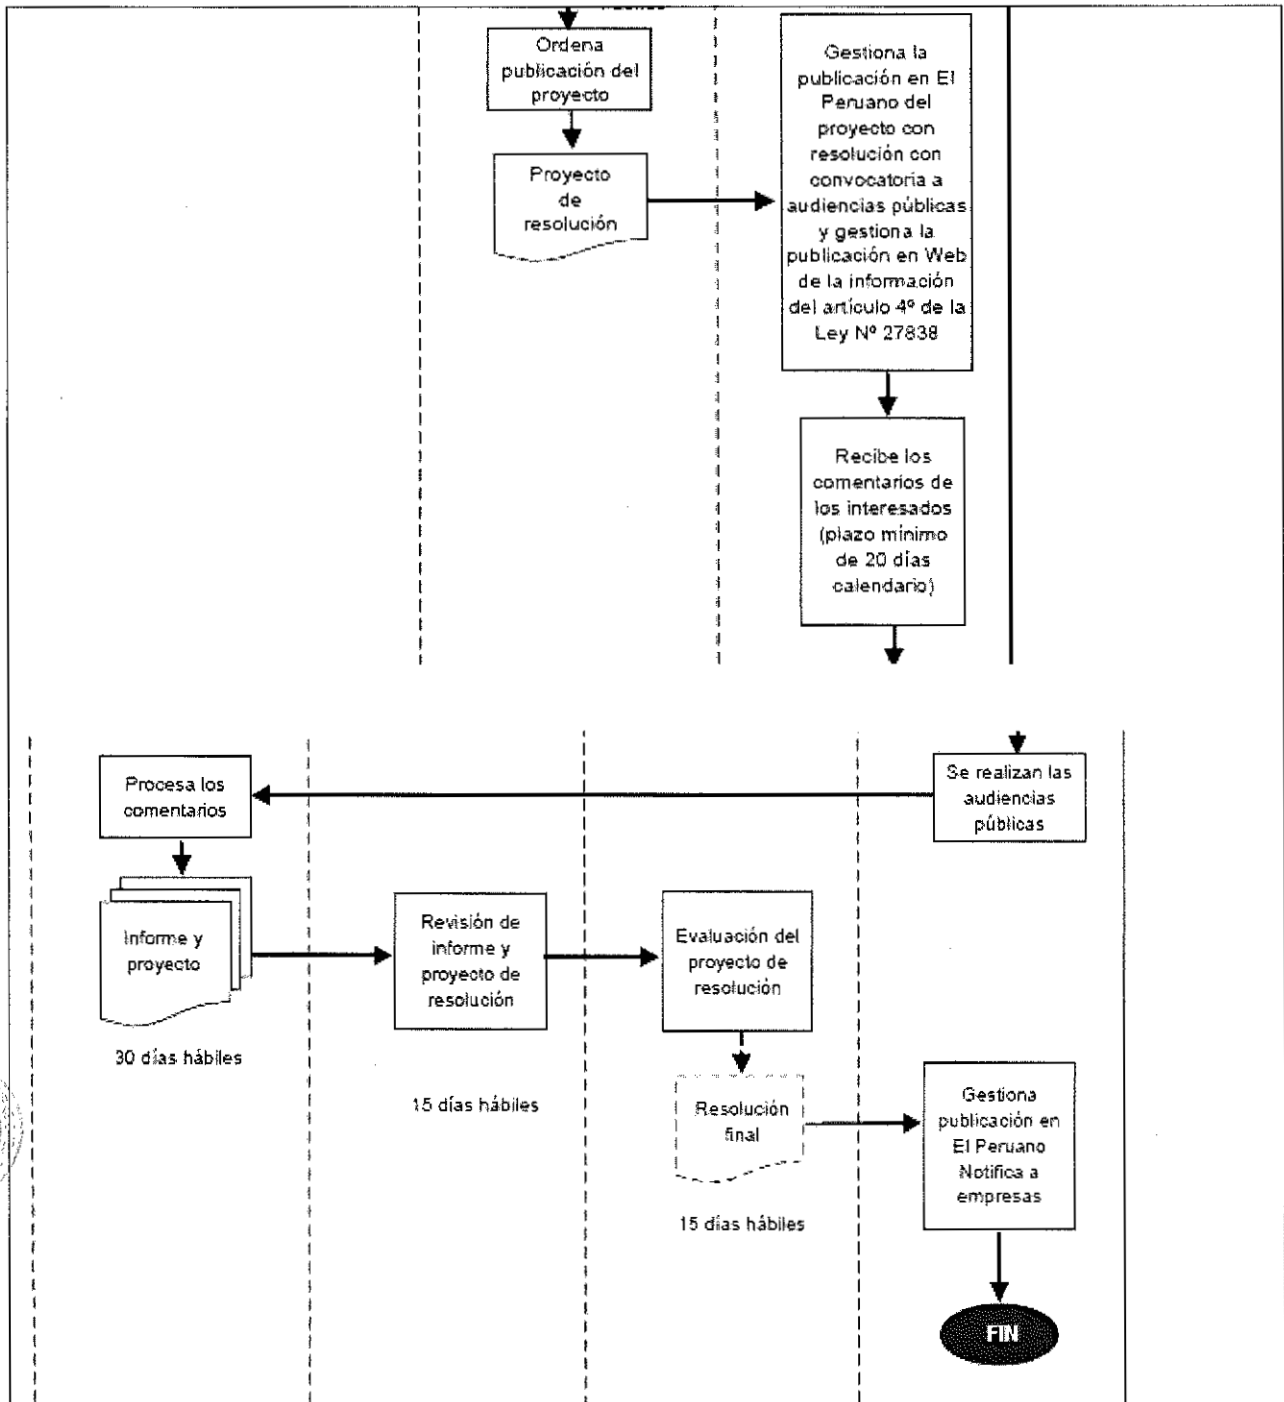 Ordena
publicación del
proyecto
Proyecto
de
resolución
Gestiona la
publicación en El
Peruano del
proyecto con
resolución con
convocatoria a
audiencias públicas
y gestiona la
publicación en Web
de la información
del artículo 4º de la
Ley Nº 27838
Recibe los
comentarios de
los interesados
(plazo mínimo
de 20 días
calendario)
Se realizan las
audiencias
públicas
Procesa los
comentarios
Informe y
proyecto
30 días hábiles
Revisión de
informe y
proyecto de
resolución
15 días hábiles
Evaluación del
proyecto de
resolución
Resolución
final
15 días hábiles
Gestiona
publicación en
El Peruano
Notifica a
empresas
FIN